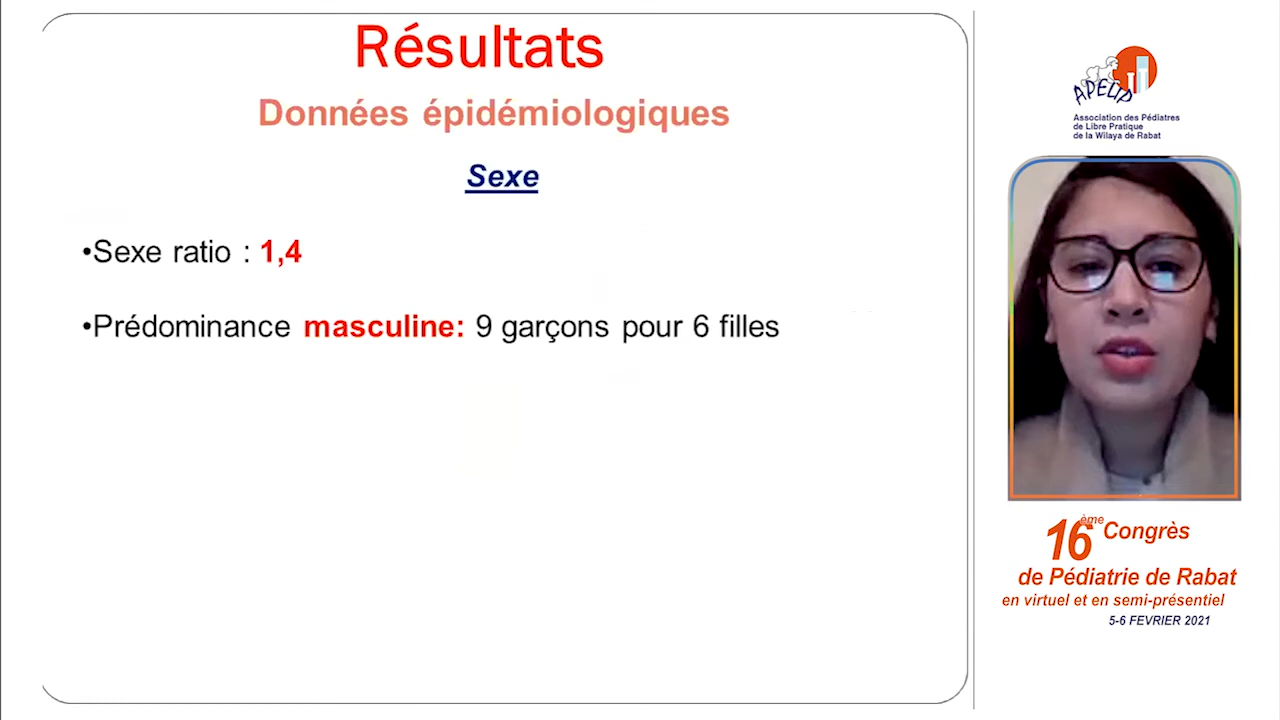 Résultats
Données épidémiologiques
Sexe
•Sexe ratio : 1,4
•Prédominance masculine: 9 garçons pour 6 filles
APELP
Association des Pédiatres
de Libre Pratique
de la Wilaya de Rabat
16ème Congrès
de Pédiatrie de Rabat
en virtuel et en semi-présentiel
5-6 FEVRIER 2021